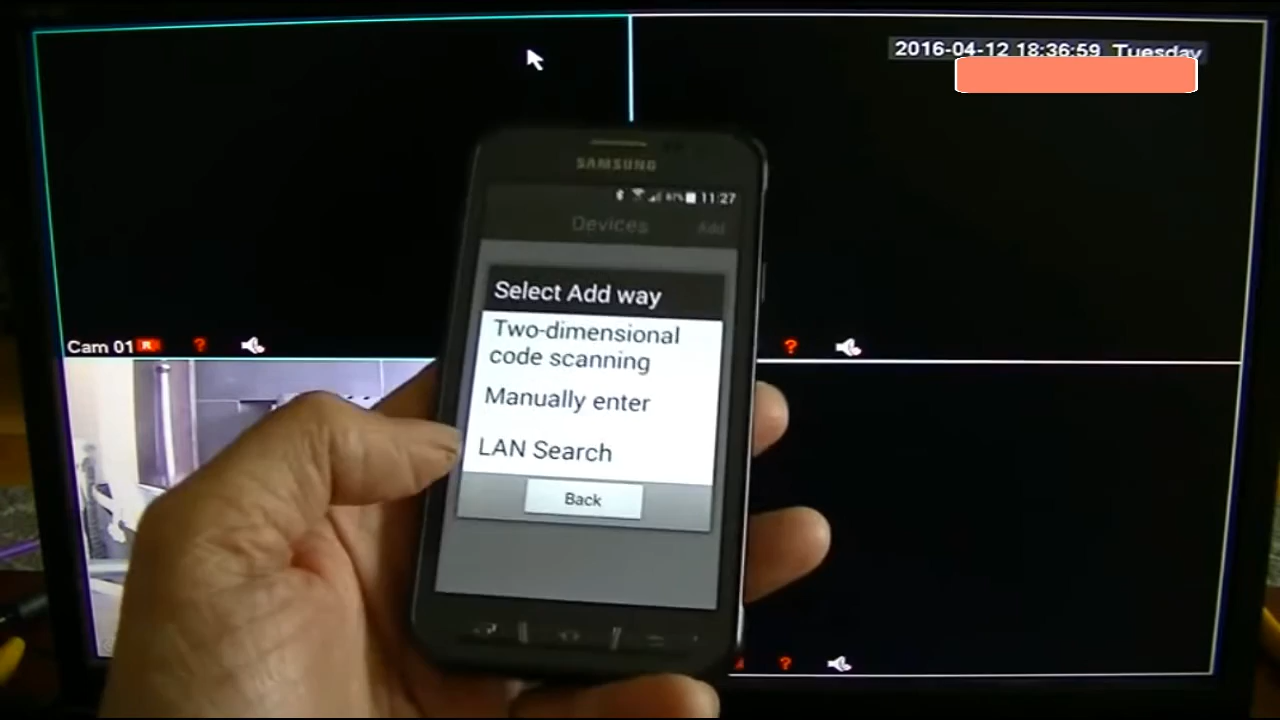 2016-04-12 18:36:59 Tuesday
SAMSUNG
11:27
Devices
Add
Select Add way
Two-dimensional
code scanning
Manually enter
LAN Search
Back
Cam 01 R ?
?
?